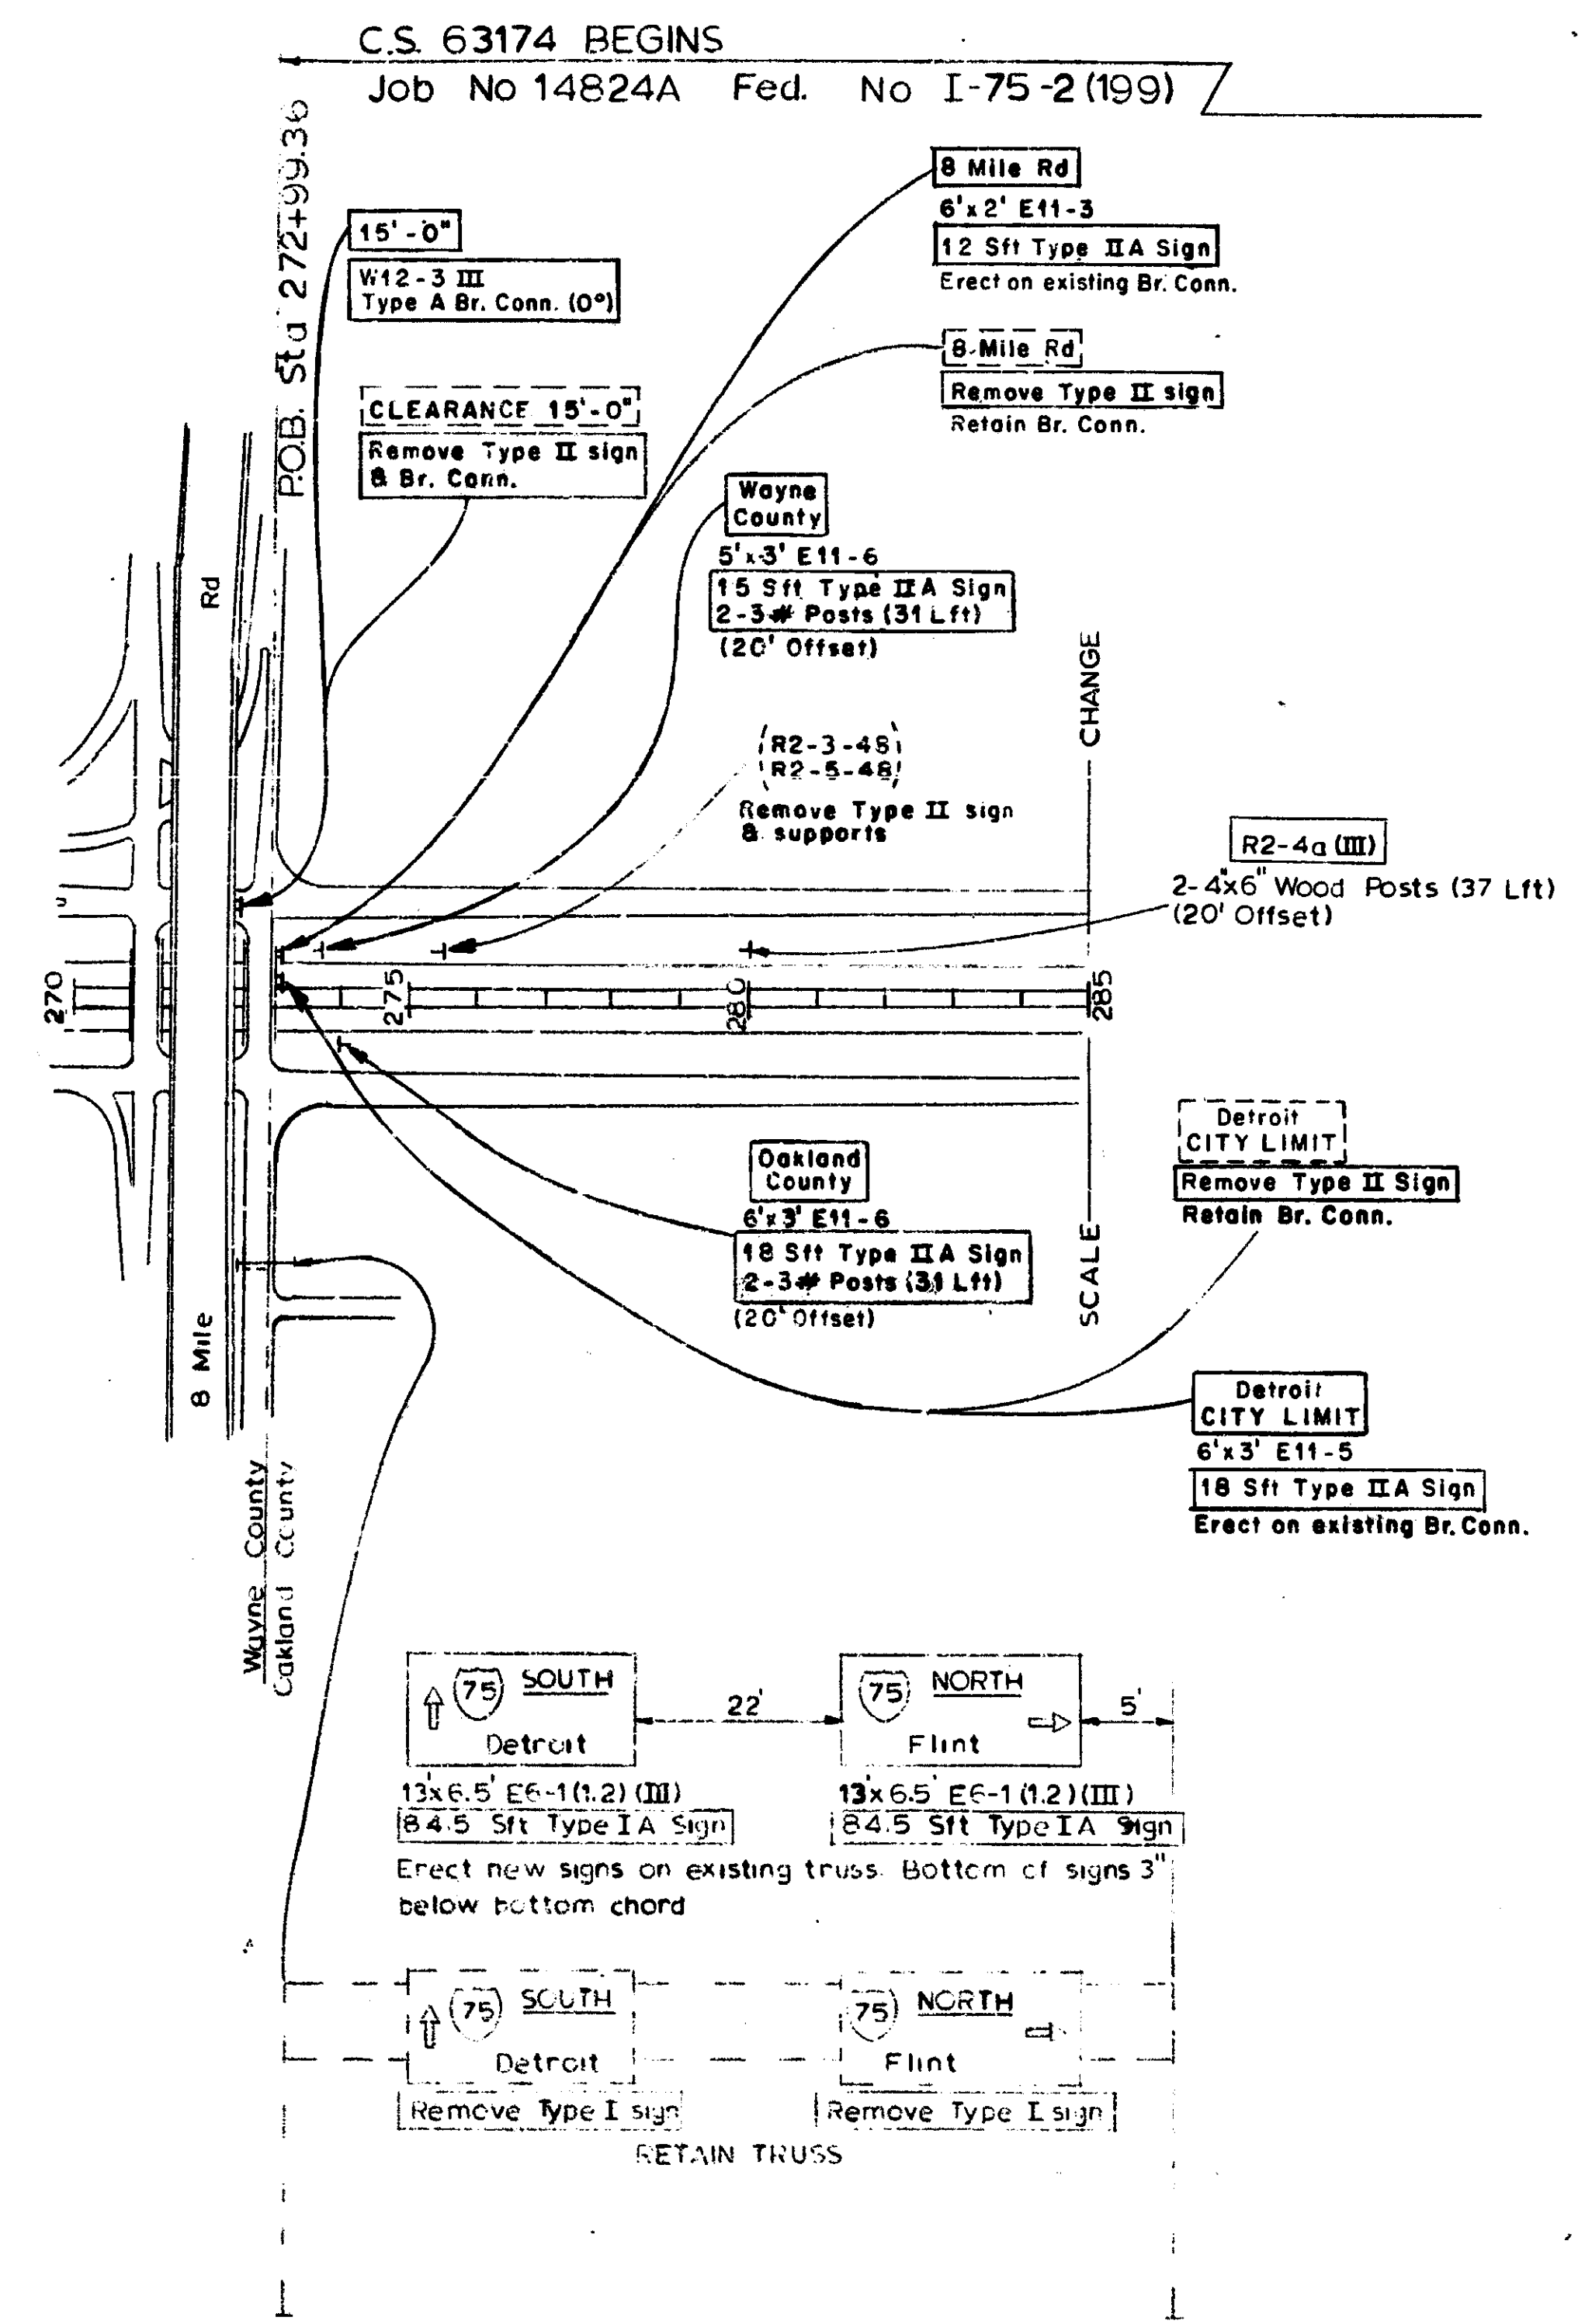 C.S. 63174 BEGINS
Job No 14824A Fed. No I-75-2(199)
P.O.B. Sta 272+99.36
15'-0"
W12-3 III
Type A Br. Conn. (0°)
CLEARANCE 15'-0"
Remove Type II sign
& Br. Conn.
8 Mile Rd
6'x2' E11-3
12 Sft Type IIA Sign
Erect on existing Br. Conn.
8 Mile Rd
Remove Type II sign
Retain Br. Conn.
Wayne
County
5'x3' E11-6
15 Sft Type IIA Sign
2-3# Posts (31 Lft)
(20' Offset)
R2-3-48
R2-5-48
Remove Type II sign
& supports
SCALE CHANGE
R2-4a (III)
2-4"x6" Wood Posts (37 Lft)
(20' Offset)
270
275
280
285
8 Mile Rd
Oakland
County
6'x3' E11-6
18 Sft Type IIA Sign
2-3# Posts (31 Lft)
(20' Offset)
Detroit
CITY LIMIT
Remove Type II Sign
Retain Br. Conn.
Detroit
CITY LIMIT
6'x3' E11-5
18 Sft Type IIA Sign
Erect on existing Br. Conn.
Wayne County
Oakland County
75 SOUTH
Detroit
22'
75 NORTH
Flint
5'
13'x6.5' E6-1(1.2)(III)
84.5 Sft Type IA Sign
13'x6.5' E6-1(1.2)(III)
84.5 Sft Type IA Sign
Erect new signs on existing truss. Bottom of signs 3"
below bottom chord
75 SOUTH
Detroit
75 NORTH
Flint
Remove Type I sign
Remove Type I sign
RETAIN TRUSS